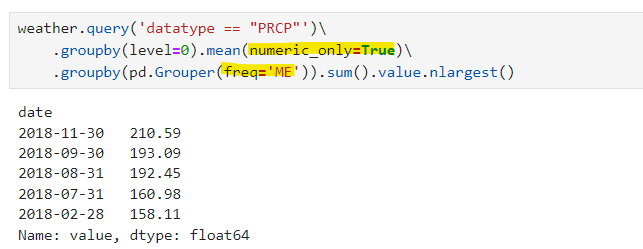 weather.query('datatype == "PRCP"')\
    .groupby(level=0).mean(numeric_only=True)\
    .groupby(pd.Grouper(freq='ME')).sum().value.nlargest()
date
2018-11-30   210.59
2018-09-30   193.09
2018-08-31   192.45
2018-07-31   160.98
2018-02-28   158.11
Name: value, dtype: float64